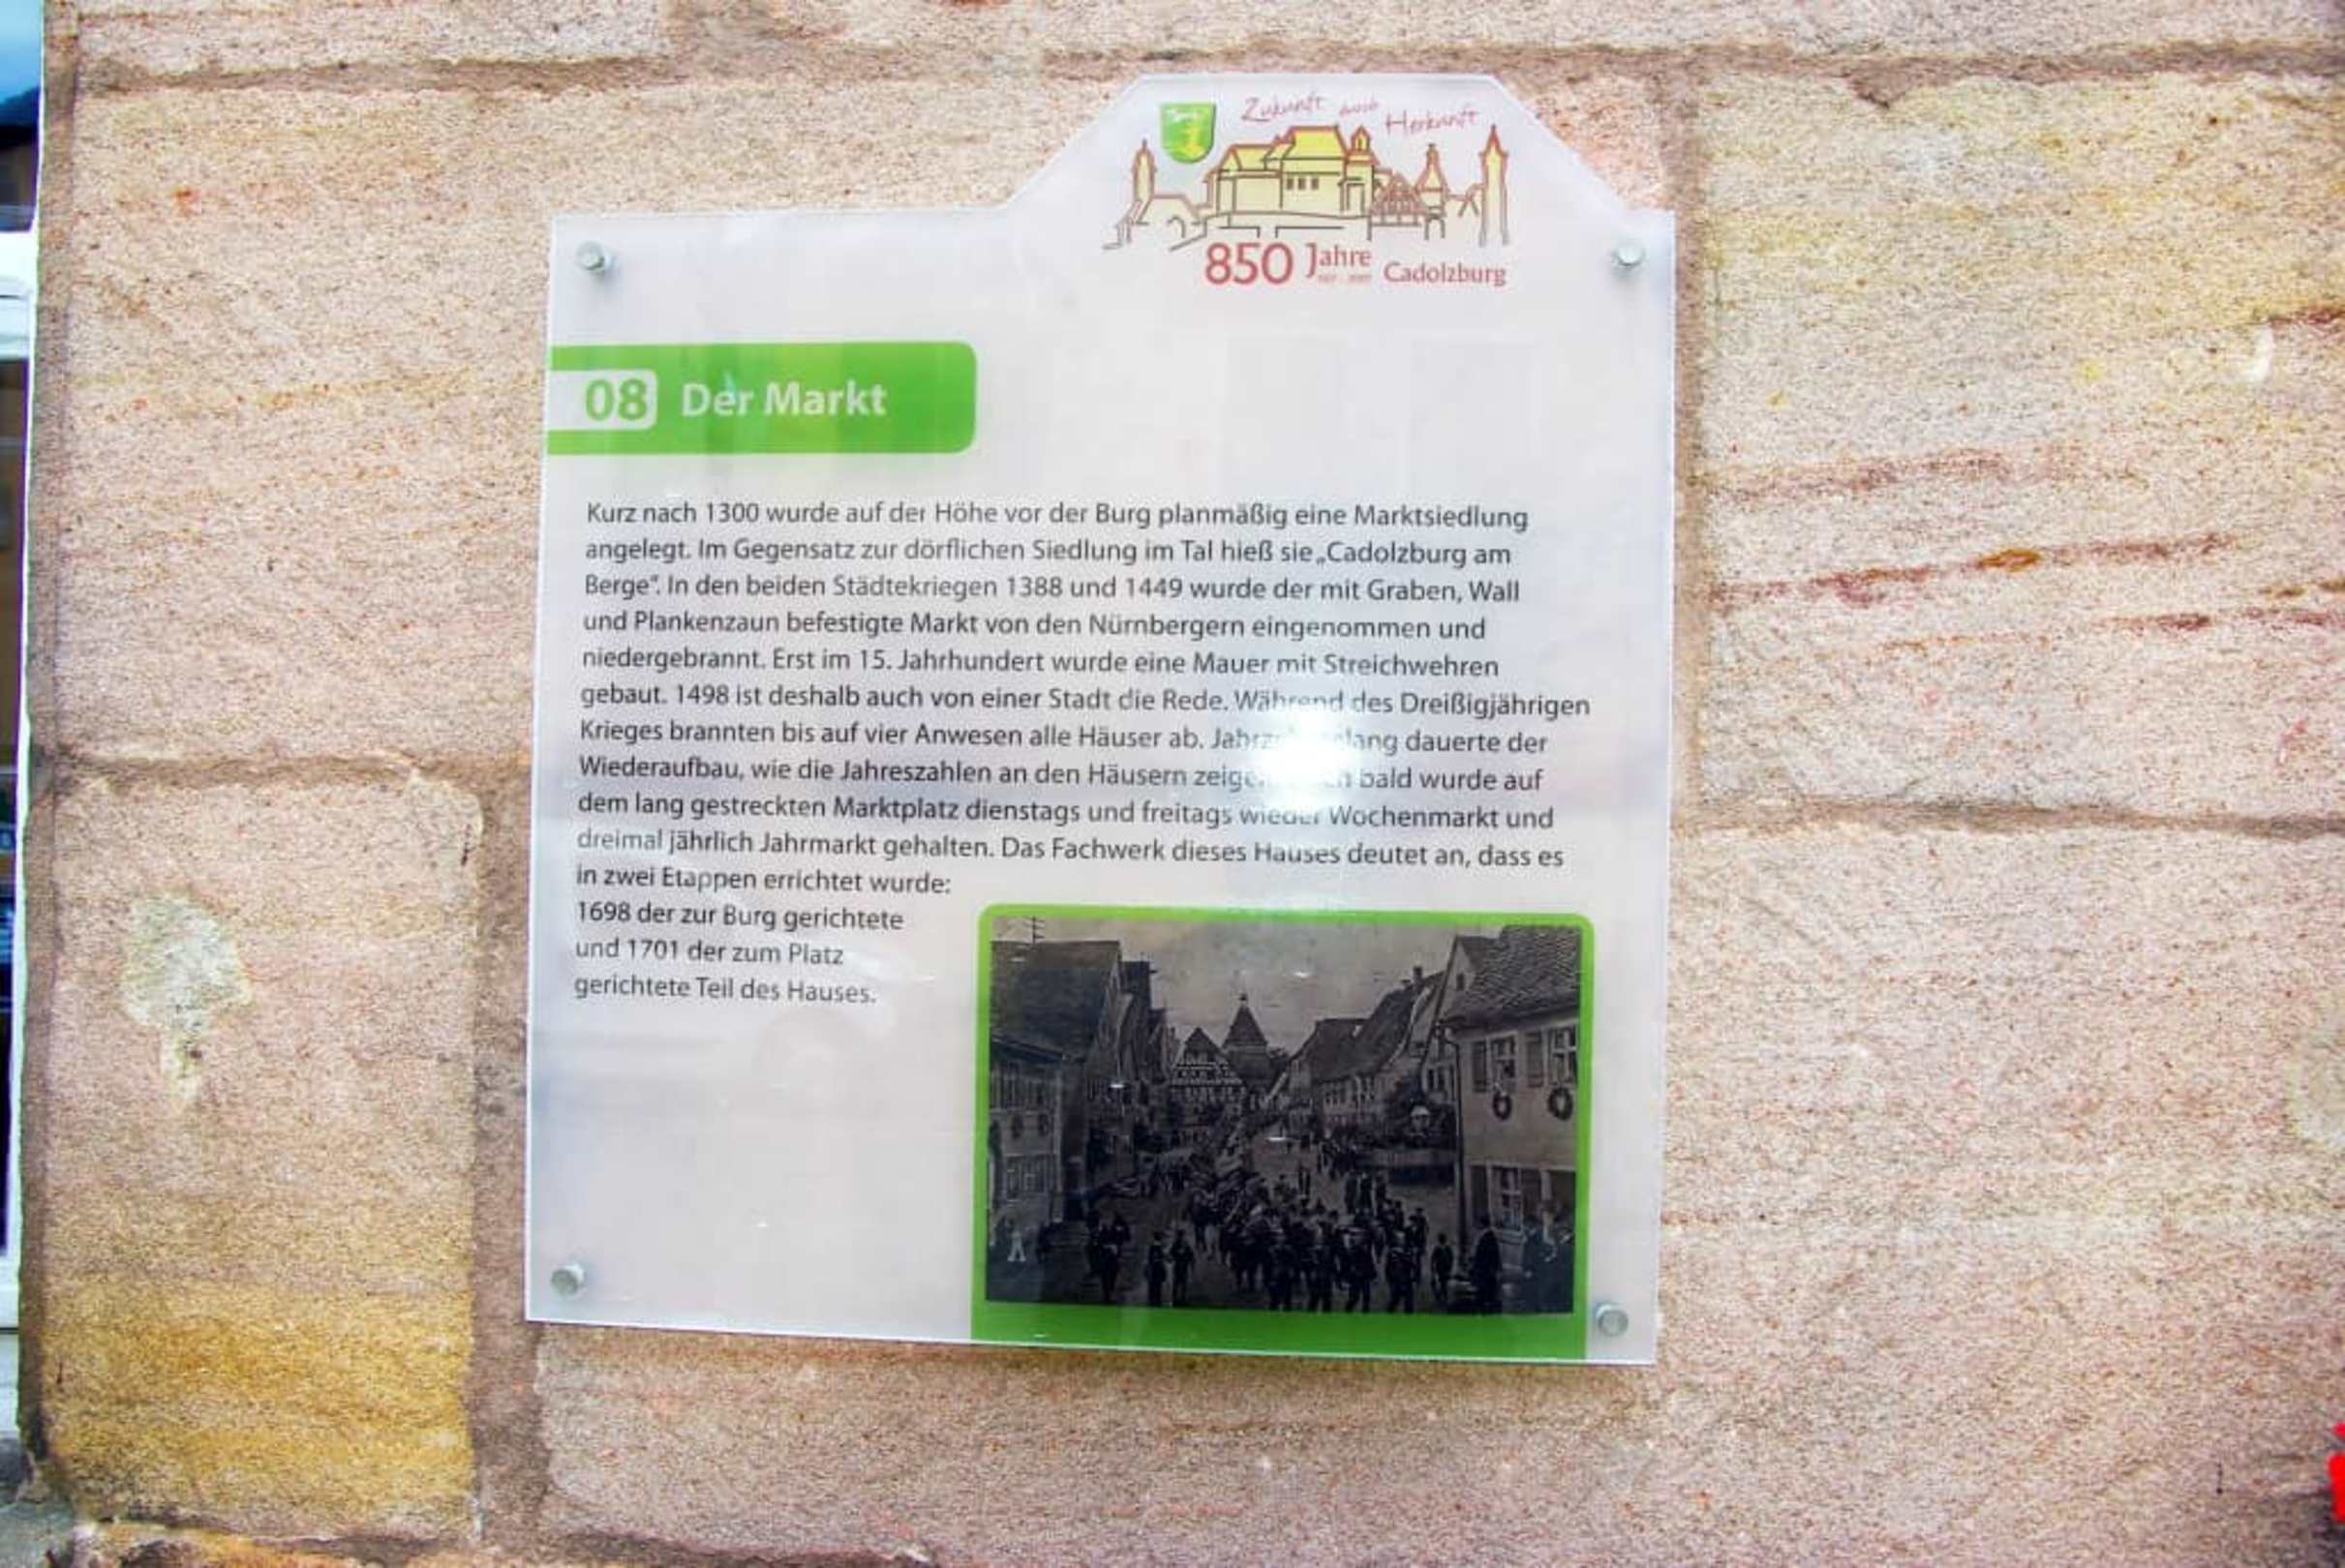 Zukunft durch Herkunft
850 Jahre Cadolzburg
08 Der Markt
Kurz nach 1300 wurde auf der Höhe vor der Burg planmäßig eine Marktsiedlung
angelegt. Im Gegensatz zur dörflichen Siedlung im Tal hieß sie „Cadolzburg am
Berge“. In den beiden Städtekriegen 1388 und 1449 wurde der mit Graben, Wall
und Plankenzaun befestigte Markt von den Nürnbergern eingenommen und
niedergebrannt. Erst im 15. Jahrhundert wurde eine Mauer mit Streichwehren
gebaut. 1498 ist deshalb auch von einer Stadt die Rede. Während des Dreißigjährigen
Krieges brannten bis auf vier Anwesen alle Häuser ab. dauerte der
Wiederaufbau, wie die Jahreszahlen an den Häusern bald wurde auf
dem lang gestreckten Marktplatz dienstags und freitags wieder Wochenmarkt und
dreimal jährlich Jahrmarkt gehalten. Das Fachwerk dieses Hauses deutet an, dass es
in zwei Etappen errichtet wurde:
1698 der zur Burg gerichtete
und 1701 der zum Platz
gerichtete Teil des Hauses.